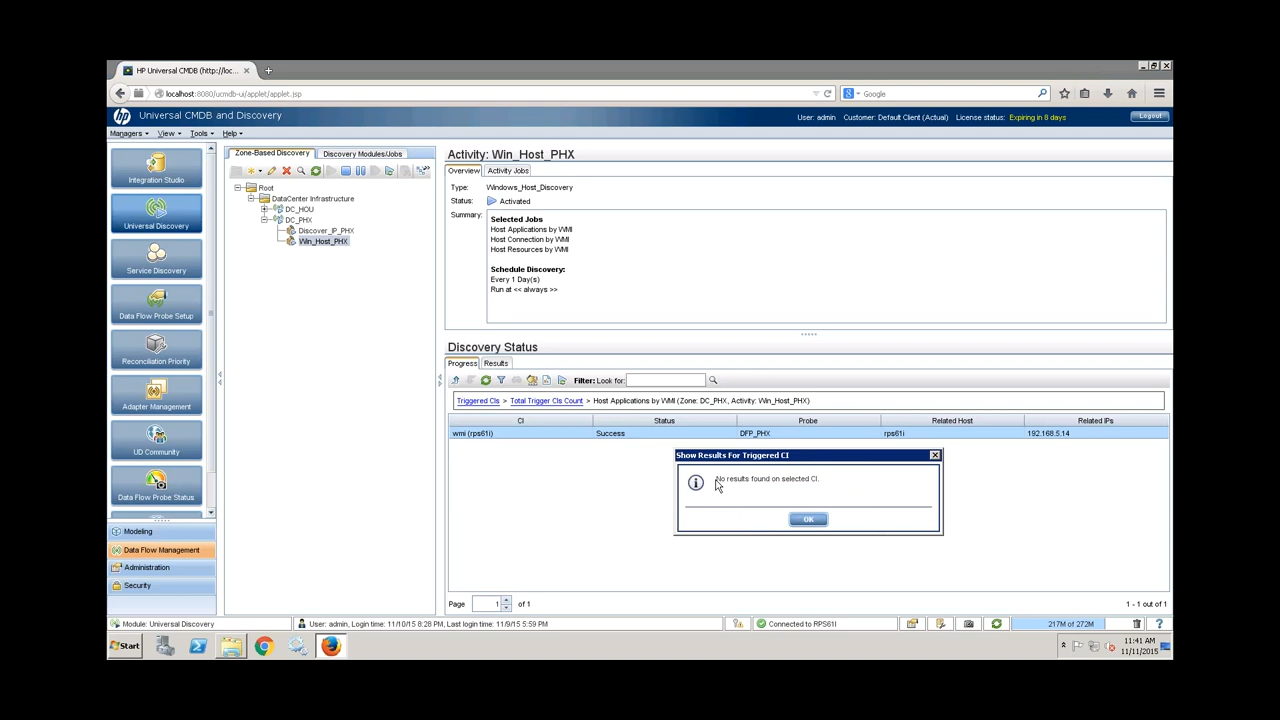 HP Universal CMDB (http://loc...
localhost:8080/ucmdb-ui/applet/applet.jsp
Google
hp
Universal CMDB and Discovery
User: admin Customer: Default Client (Actual) License status: Expiring in 8 days
Logout
Managers View Tools Help
Integration Studio
Universal Discovery
Service Discovery
Data Flow Probe Setup
Reconciliation Priority
Adapter Management
UD Community
Data Flow Probe Status
Modeling
Data Flow Management
Administration
Security
Zone-Based Discovery Discovery Modules/Jobs
Root
DataCenter Infrastructure
DC_HOU
DC_PHX
Discover_IP_PHX
Win_Host_PHX
Activity: Win_Host_PHX
Overview Activity Jobs
Type: Windows_Host_Discovery
Status: Activated
Summary:
Selected Jobs
Host Applications by WMI
Host Connection by WMI
Host Resources by WMI
Schedule Discovery:
Every 1 Day(s)
Run at << always >>
Discovery Status
Progress Results
Filter: Look for:
Triggered CIs > Total Trigger CIs Count > Host Applications by WMI (Zone: DC_PHX, Activity: Win_Host_PHX)
CI Status Probe Related Host Related IPs
wmi (rps61i) Success DFP_PHX rps61i 192.168.5.14
Show Results For Triggered CI
No results found on selected CI.
OK
Page 1 of 1
1 - 1 out of 1
Module: Universal Discovery
User: admin, Login time: 11/10/15 8:28 PM, Last login time: 11/9/15 5:59 PM
Connected to RPS61I
217M of 272M
Start
11:41 AM
11/11/2015